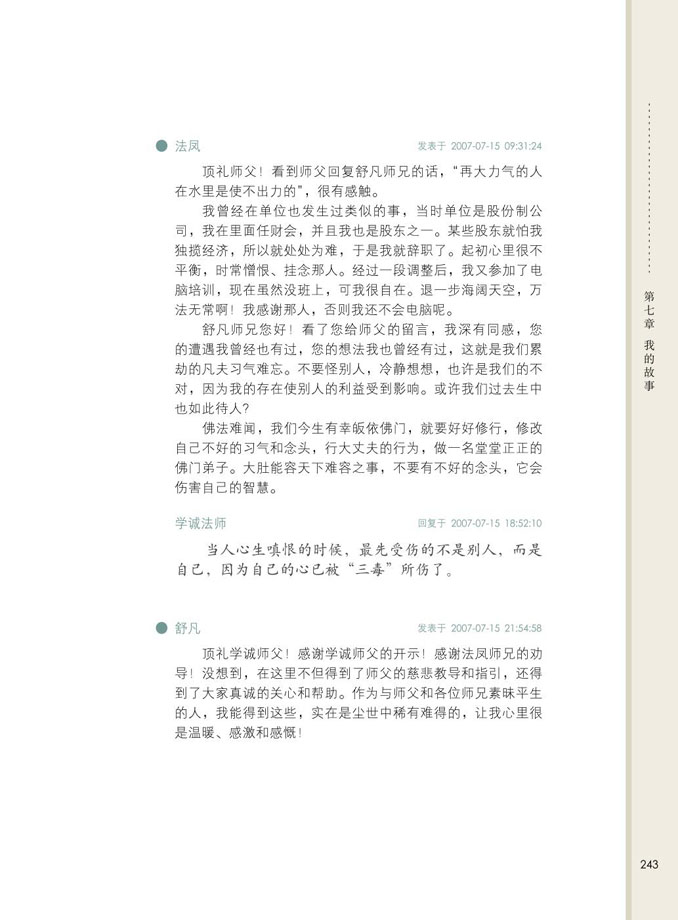 法凤 发表于 2007-07-15 09:31:24
顶礼师父！看到师父回复舒凡师兄的话，“再大力气的人
在水里是使不出力的”，很有感触。
我曾经在单位也发生过类似的事，当时单位是股份制公
司，我在里面任财会，并且我也是股东之一。某些股东就怕我
独揽经济，所以就处处为难，于是我就辞职了。起初心里很不
平衡，时常憎恨、挂念那人。经过一段调整后，我又参加了电
脑培训，现在虽然没班上，可我很自在。退一步海阔天空，万
法无常啊！我感谢那人，否则我还不会电脑呢。
舒凡师兄您好！看了您给师父的留言，我深有同感，您
的遭遇我曾经也有过，您的想法我也曾经有过，这就是我们累
劫的凡夫习气难忘。不要怪别人，冷静想想，也许是我们的不
对，因为我的存在使别人的利益受到影响。或许我们过去生中
也如此待人？
佛法难闻，我们今生有幸皈依佛门，就要好好修行，修改
自己不好的习气和念头，行大丈夫的行为，做一名堂堂正正的
佛门弟子。大肚能容天下难容之事，不要有不好的念头，它会
伤害自己的智慧。
学诚法师 回复于 2007-07-15 18:52:10
当人心生嗔恨的时候，最先受伤的不是别人，而是
自己，因为自己的心已被“三毒”所伤了。
舒凡 发表于 2007-07-15 21:54:58
顶礼学诚师父！感谢学诚师父的开示！感谢法凤师兄的劝
导！没想到，在这里不但得到了师父的慈悲教导和指引，还得
到了大家真诚的关心和帮助。作为与师父和各位师兄素昧平生
的人，我能得到这些，实在是尘世中稀有难得的，让我心里很
是温暖、感激和感慨！
第七章 我的故事
243